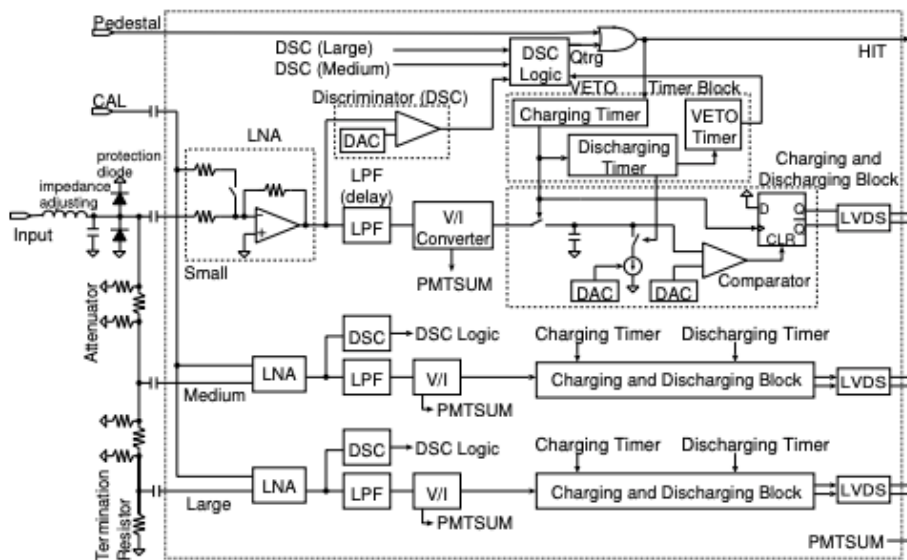 Pedestal
HIT
DSC (Large)
DSC (Medium)
DSC
Logic
Qtrg
VETO
Timer Block
CAL
Discriminator (DSC)
DAC
Charging Timer
VETO
Timer
Discharging
Timer
LNA
protection
diode
impedance
adjusting
Input
Small
LPF
(delay)
LPF
V/I
Converter
PMTSUM
Charging and
Discharging Block
D
Q
Q
CLR
LVDS
DAC
DAC
Comparator
Attenuator
Medium
LNA
DSC
DSC Logic
LPF
V/I
PMTSUM
Charging Timer
Discharging Timer
Charging and Discharging Block
LVDS
Termination
Resistor
Large
LNA
DSC
DSC Logic
LPF
V/I
PMTSUM
Charging Timer
Discharging Timer
Charging and Discharging Block
LVDS
PMTSUM